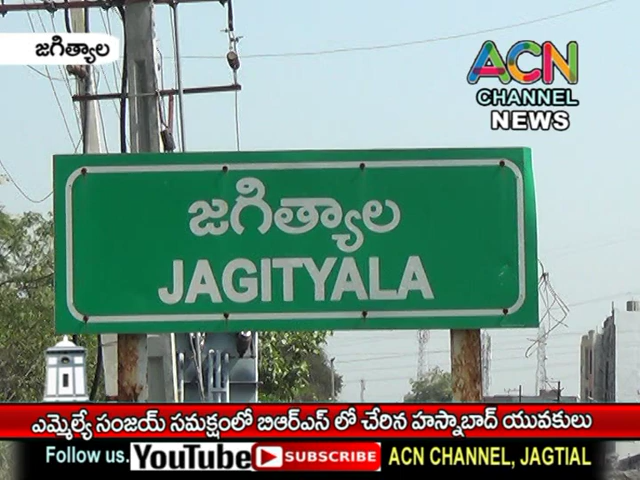 జగిత్యాల
ACN
CHANNEL
NEWS
జగిత్యాల
JAGITYALA
ఎమ్మెల్యే సంజయ్ సమక్షంలో బిఆర్ఎస్ లో చేరిన హస్నాబాద్ యువకులు
Follow us. YouTube SUBSCRIBE ACN CHANNEL, JAGTIAL